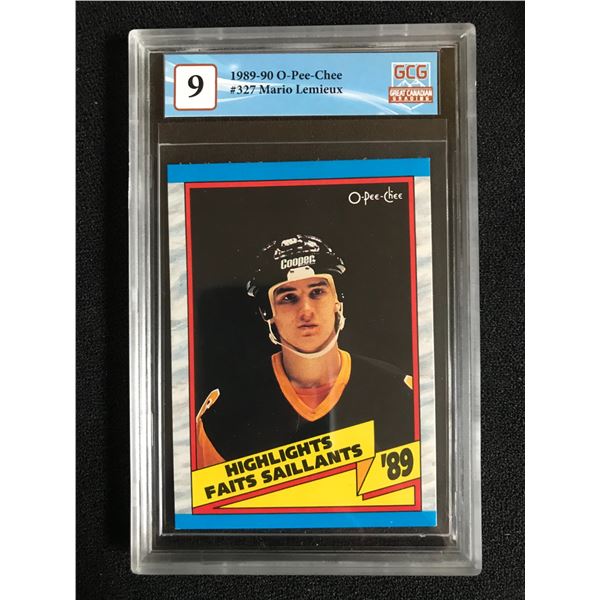 9
1989-90 O-Pee-Chee
#327 Mario Lemieux
GCG
GREAT CANADIAN
GRADING
O-Pee-Chee
Cooper
HIGHLIGHTS
FAITS SAILLANTS
'89